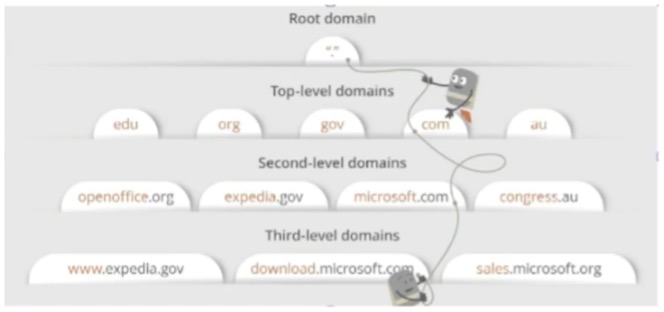 Root domain
"."
Top-level domains
edu org gov com au
Second-level domains
openoffice.org expedia.gov microsoft.com congress.au
Third-level domains
www.expedia.gov download.microsoft.com sales.microsoft.org